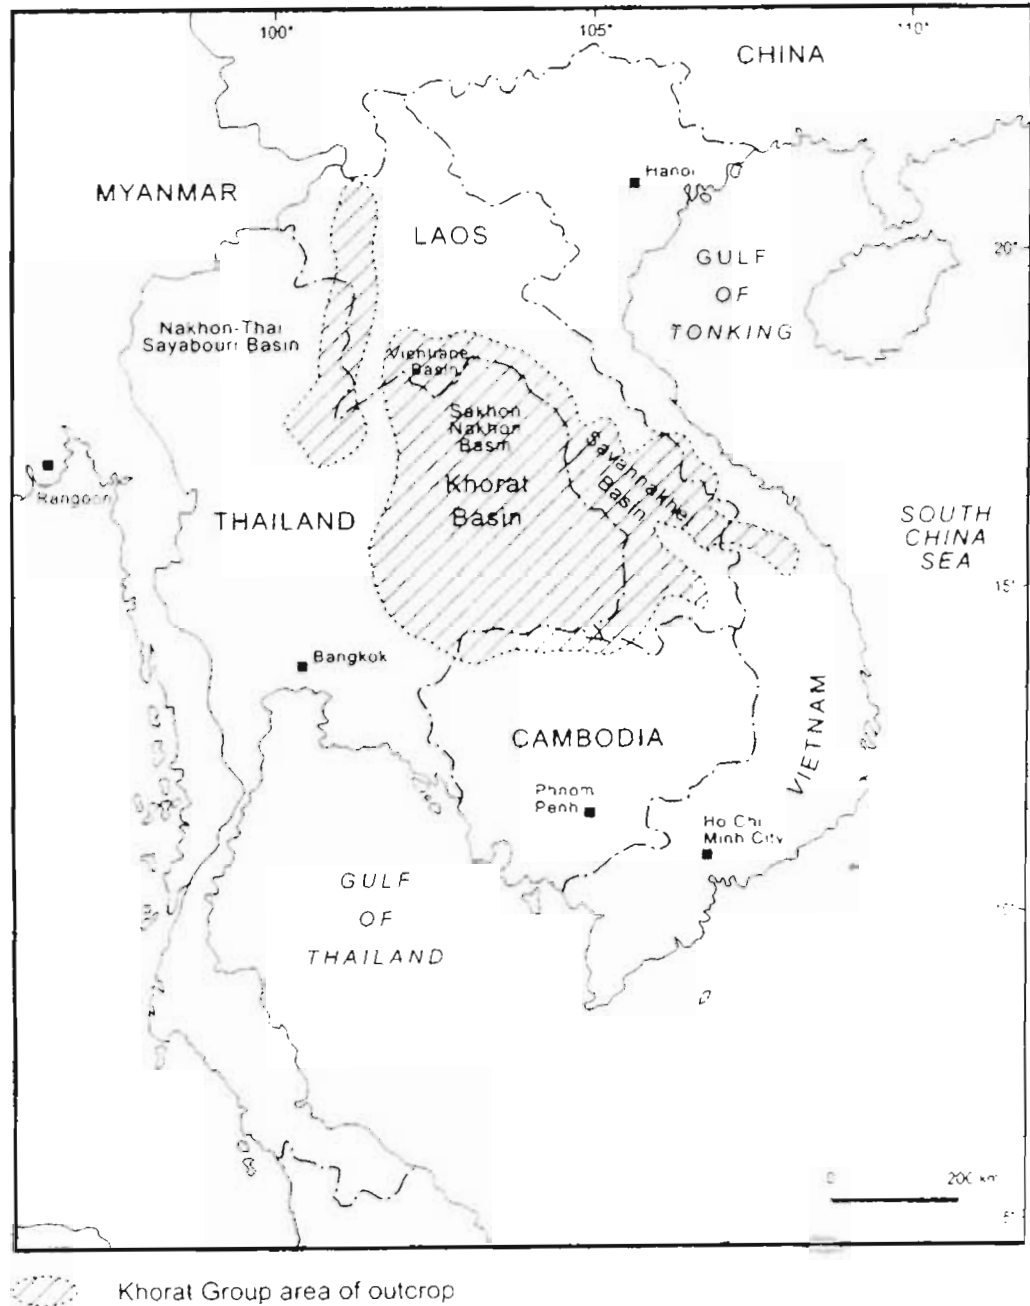 100°
105°
110°
CHINA
Hanoi
MYANMAR
LAOS
20°
GULF
OF
TONKING
Nakhon-Thai
Sayabouri Basin
Vientiane
Basin
Sakhon
Nakhon
Basin
Savannakhet
Basin
Khorat
Basin
Rangoon
THAILAND
SOUTH
CHINA
SEA
15°
Bangkok
VIETNAM
CAMBODIA
Phnom
Penh
Ho Chi
Minh City
GULF
OF
THAILAND
10°
0
200 km
5°
Khorat Group area of outcrop